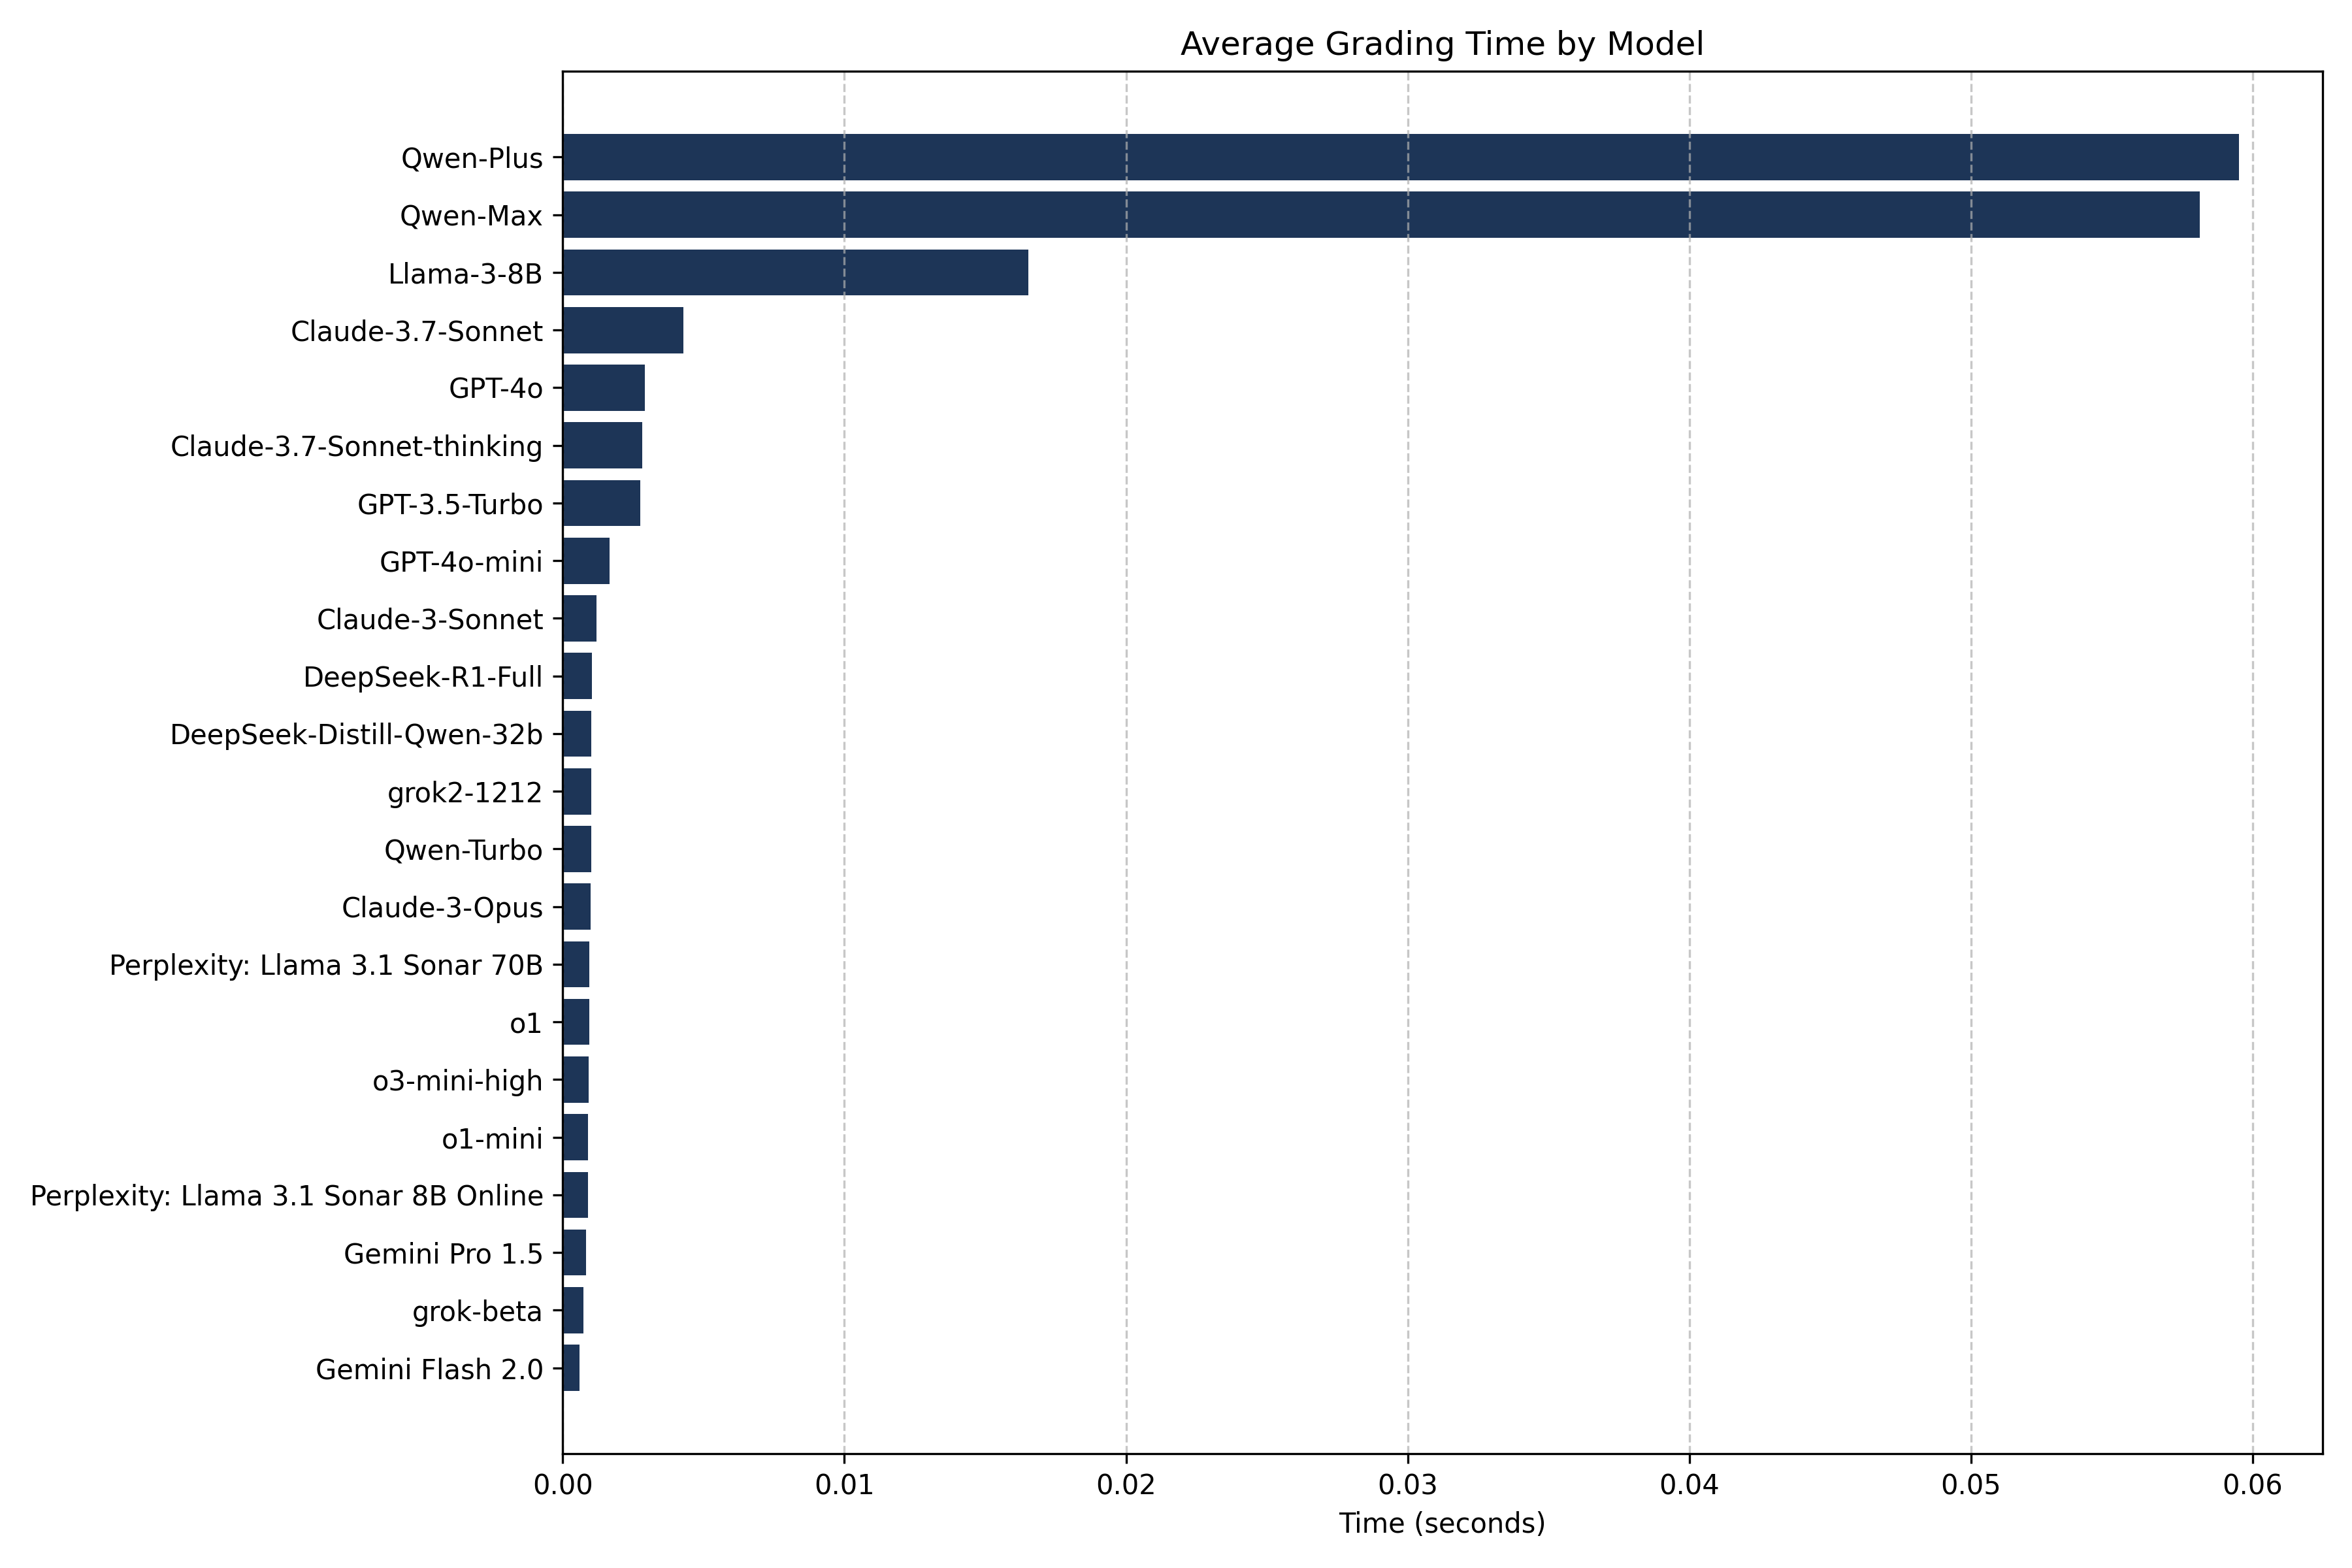 Average Grading Time by Model
Qwen-Plus
Qwen-Max
Llama-3-8B
Claude-3.7-Sonnet
GPT-4o
Claude-3.7-Sonnet-thinking
GPT-3.5-Turbo
GPT-4o-mini
Claude-3-Sonnet
DeepSeek-R1-Full
DeepSeek-Distill-Qwen-32b
grok2-1212
Qwen-Turbo
Claude-3-Opus
Perplexity: Llama 3.1 Sonar 70B
o1
o3-mini-high
o1-mini
Perplexity: Llama 3.1 Sonar 8B Online
Gemini Pro 1.5
grok-beta
Gemini Flash 2.0
0.00 0.01 0.02 0.03 0.04 0.05 0.06
Time (seconds)